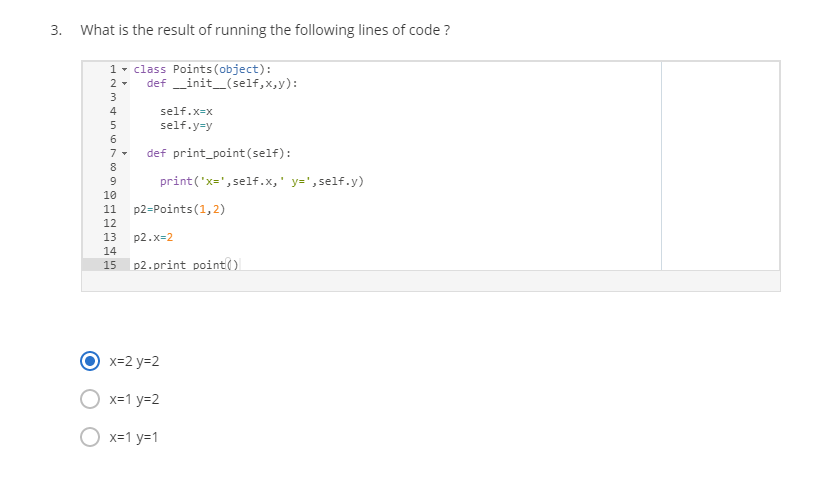 3. What is the result of running the following lines of code ?
1 class Points(object):
2 def __init__(self,x,y):
3
4 self.x=x
5 self.y=y
6
7 def print_point(self):
8
9 print('x=',self.x,' y=',self.y)
10
11 p2=Points(1,2)
12
13 p2.x=2
14
15 p2.print_point()
x=2 y=2
x=1 y=2
x=1 y=1